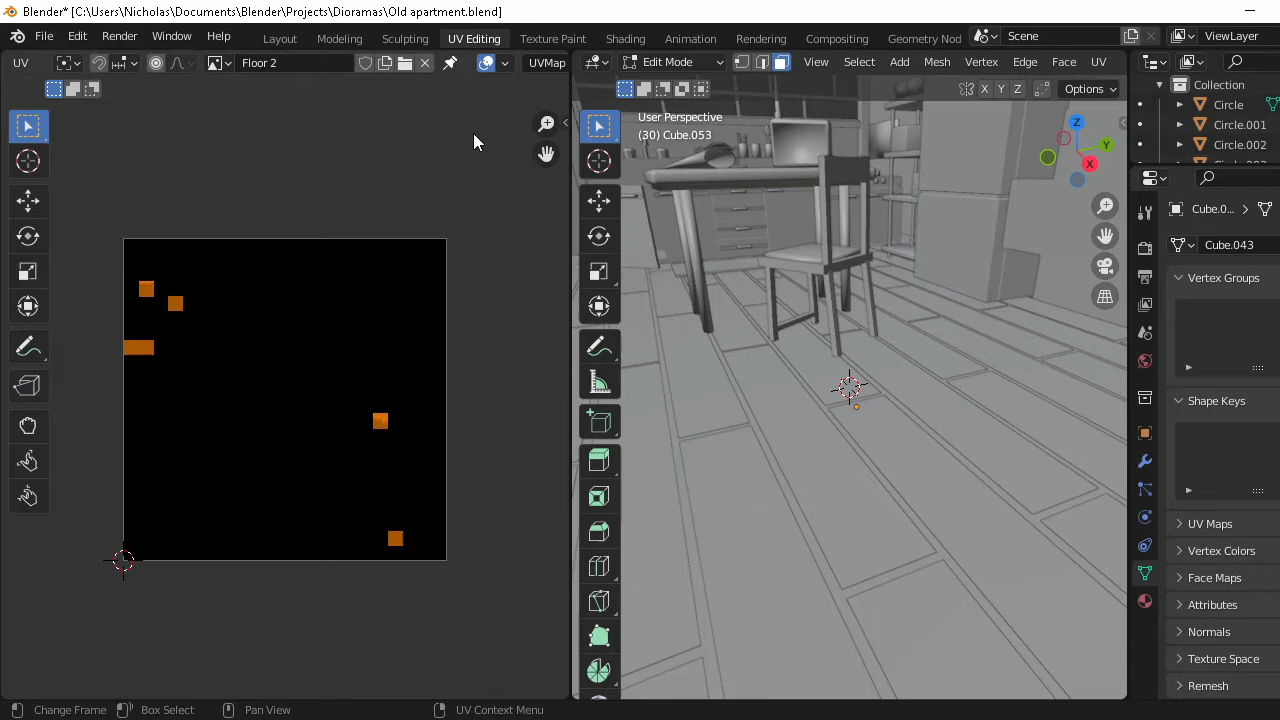 Blender* [C:\Users\Nicholas\Documents\Blender\Projects\Dioramas\Old apartment.blend]
File Edit Render Window Help Layout Modeling Sculpting UV Editing Texture Paint Shading Animation Rendering Compositing Geometry Nod Scene ViewLayer
UV Floor 2 UVMap Edit Mode View Select Add Mesh Vertex Edge Face UV
Collection
X Y Z Options
Circle
User Perspective
(30) Cube.053
Z
Y
X
Circle.001
Circle.002
Cube.0...
Cube.043
Vertex Groups
Shape Keys
UV Maps
Vertex Colors
Face Maps
Attributes
Normals
Texture Space
Remesh
Change Frame Box Select Pan View UV Context Menu